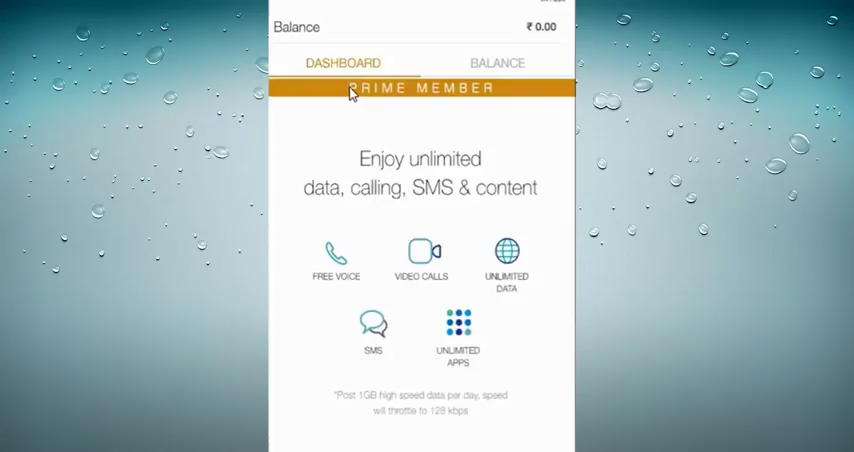 Balance ₹ 0.00
DASHBOARD BALANCE
PRIME MEMBER
Enjoy unlimited
data, calling, SMS & content
FREE VOICE VIDEO CALLS UNLIMITED
DATA
SMS UNLIMITED
APPS
*Post 1GB high speed data per day, speed
will throttle to 128 kbps